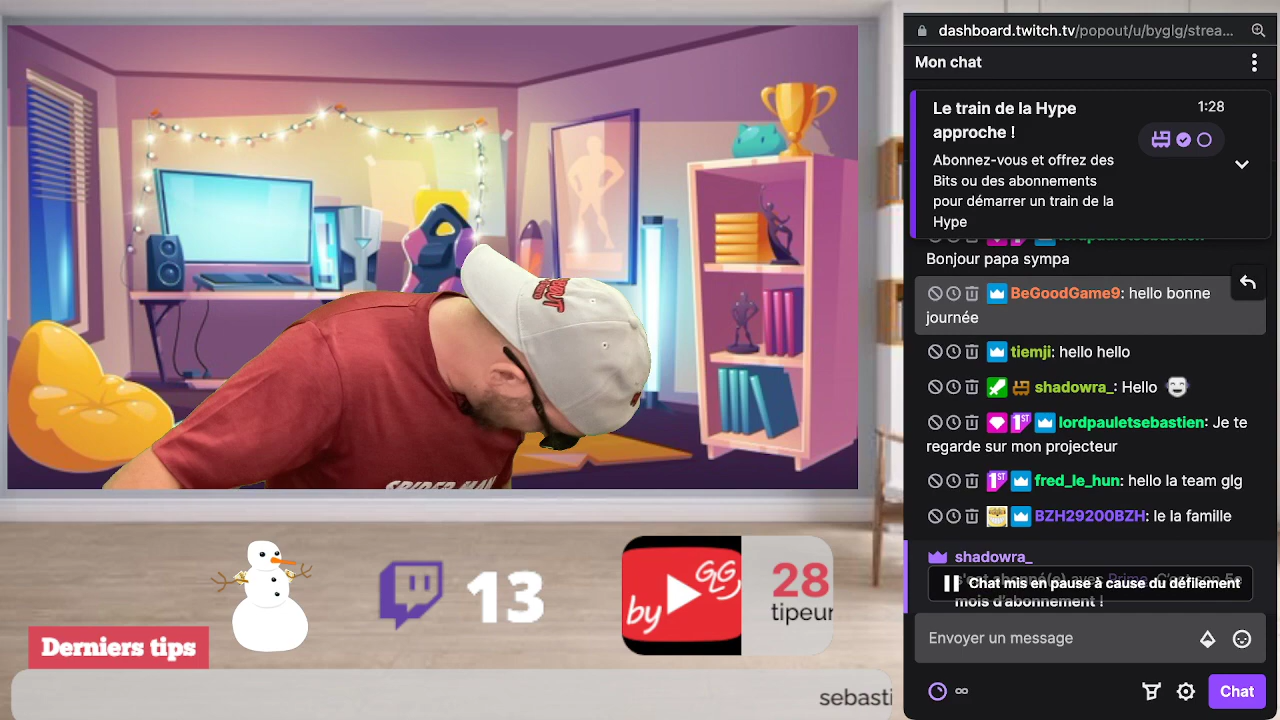 dashboard.twitch.tv/popout/u/byglg/strea...
Mon chat
Le train de la Hype
approche !
1:28
Abonnez-vous et offrez des
Bits ou des abonnements
pour démarrer un train de la
Hype
lordpauletsebastien
Bonjour papa sympa
BeGoodGame9: hello bonne
journée
tiemji: hello hello
shadowra_: Hello
1ST lordpauletsebastien: Je te
regarde sur mon projecteur
1ST fred_le_hun: hello la team glg
BZH29200BZH: le la famille
shadowra_
Chat mis en pause à cause du défilement
mois d'abonnement !
Envoyer un message
Chat
SPIDER-MAN
13
by GG
28
tipeur
Derniers tips
sebasti